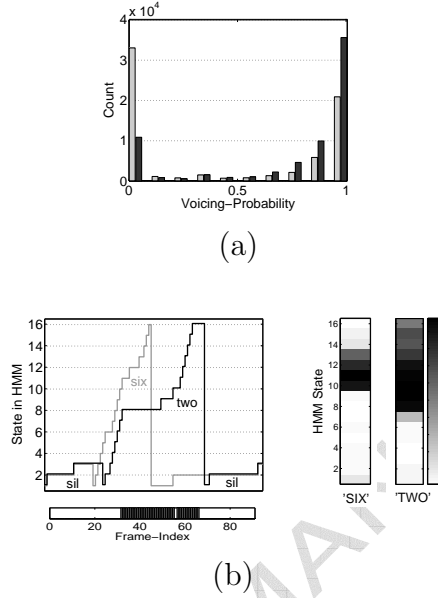 x 10⁴
4
3
2
1
0
Count
0 0.5 1
Voicing−Probability
(a)
16
14
12
10
8
6
4
2
State in HMM
six
two
sil
sil
0 20 40 60 80
Frame−Index
16
14
12
10
8
6
4
2
HMM State
'SIX' 'TWO'
(b)
MA